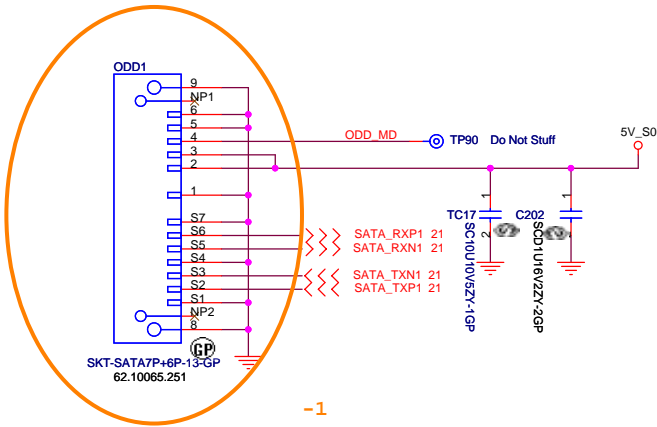 ODD1
9
NP1
6
5
4
3
2
1
S7
S6
S5
S4
S3
S2
S1
NP2
8
GP
SKT-SATA7P+6P-13-GP
62.10065.251
ODD_MD
TP90 Do Not Stuff
5V_S0
SATA_RXP1 21
SATA_RXN1 21
SATA_TXN1 21
SATA_TXP1 21
1
TC17
2
SC10U10V5ZY-1GP
1
C202
2
SCD1U16V2ZY-2GP
-1